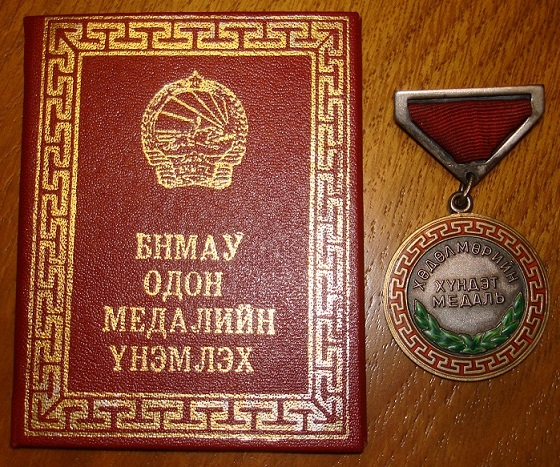 БНМАУ
ОДОН
МЕДАЛИЙН
ҮНЭМЛЭХ
ХӨДӨЛМӨРИЙН
ХҮНДЭТ
МЕДАЛЬ